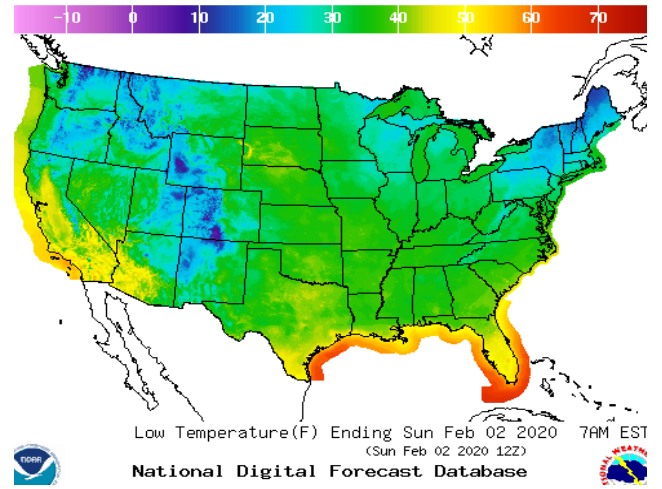 -10 0 10 20 30 40 50 60 70
Low Temperature(F) Ending Sun Feb 02 2020 7AM EST
(Sun Feb 02 2020 12Z)
National Digital Forecast Database
NOAA